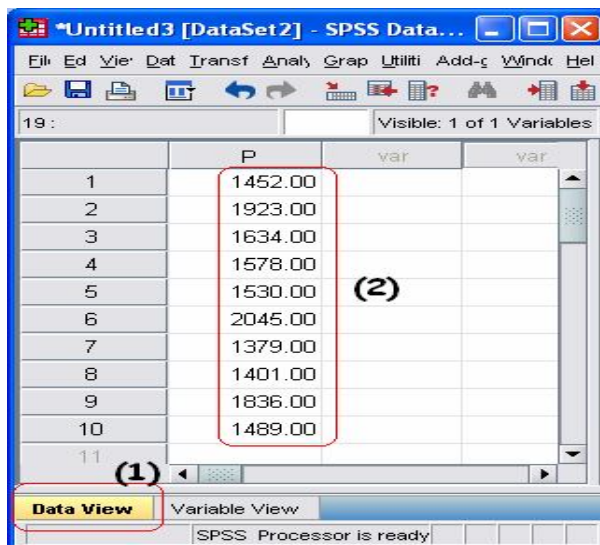 *Untitled3 [DataSet2] - SPSS Data...
File Ed Vie Dat Transf Analy Grap Utiliti Add-g Windo Hel
19 : Visible: 1 of 1 Variables
P var var
1 1452.00
2 1923.00
3 1634.00
4 1578.00
5 1530.00
6 2045.00
7 1379.00
8 1401.00
9 1836.00
10 1489.00
11
(2)
(1)
Data View Variable View
SPSS Processor is ready